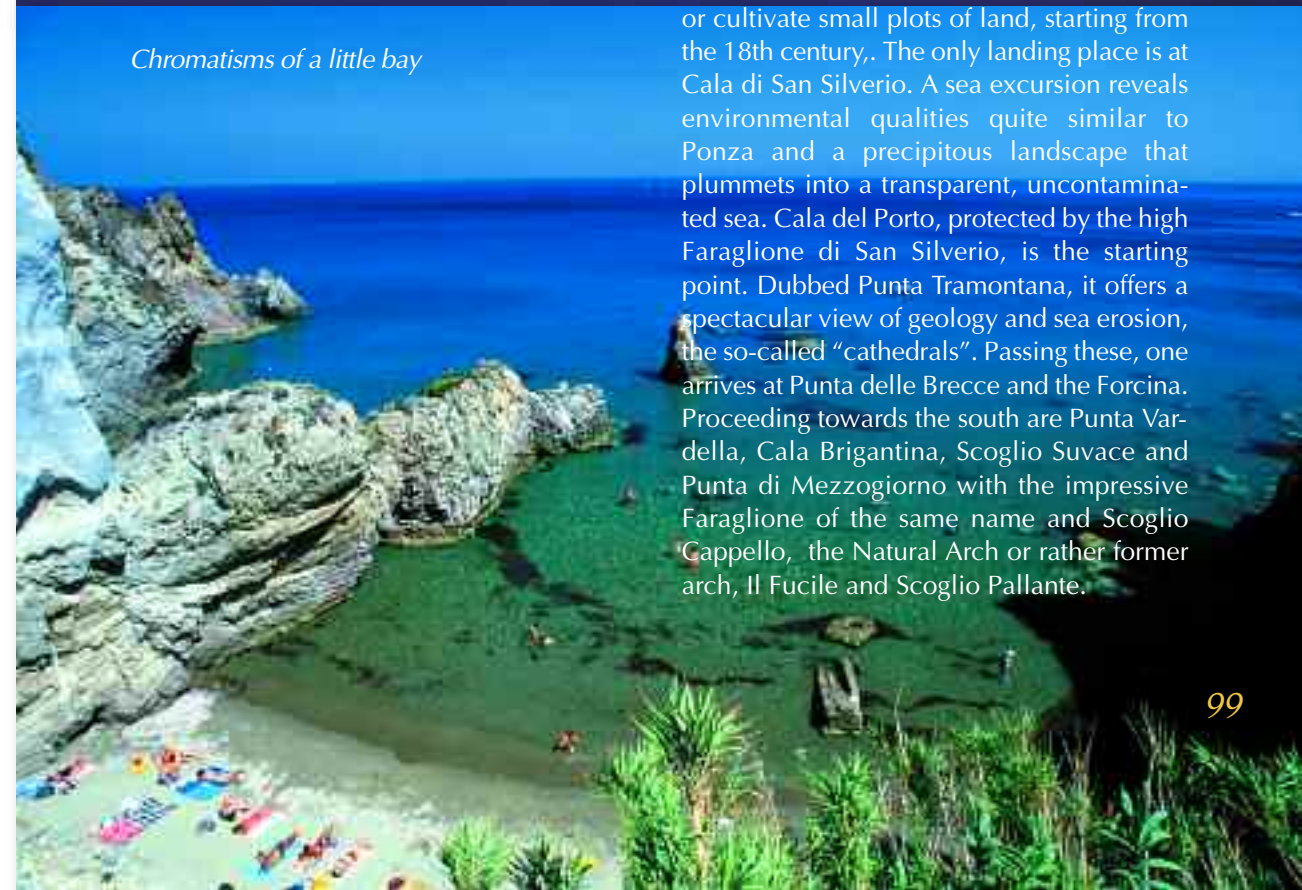 Chromatisms of a little bay
or cultivate small plots of land, starting from
the 18th century,. The only landing place is at
Cala di San Silverio. A sea excursion reveals
environmental qualities quite similar to
Ponza and a precipitous landscape that
plummets into a transparent, uncontamina-
ted sea. Cala del Porto, protected by the high
Faraglione di San Silverio, is the starting
point. Dubbed Punta Tramontana, it offers a
spectacular view of geology and sea erosion,
the so-called “cathedrals”. Passing these, one
arrives at Punta delle Brecce and the Forcina.
Proceeding towards the south are Punta Var-
della, Cala Brigantina, Scoglio Suvace and
Punta di Mezzogiorno with the impressive
Faraglione of the same name and Scoglio
Cappello, the Natural Arch or rather former
arch, Il Fucile and Scoglio Pallante.
99